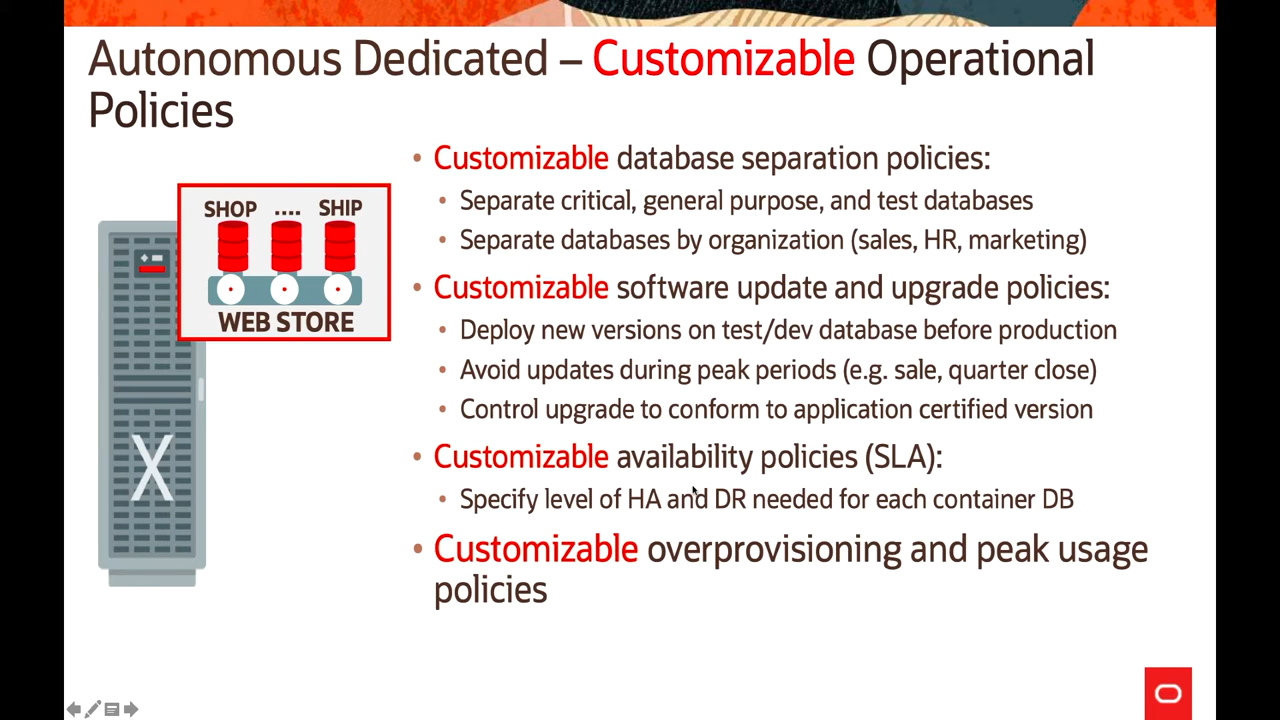 Autonomous Dedicated – Customizable Operational
Policies
SHOP .... SHIP
WEB STORE
X
• Customizable database separation policies:
• Separate critical, general purpose, and test databases
• Separate databases by organization (sales, HR, marketing)
• Customizable software update and upgrade policies:
• Deploy new versions on test/dev database before production
• Avoid updates during peak periods (e.g. sale, quarter close)
• Control upgrade to conform to application certified version
• Customizable availability policies (SLA):
• Specify level of HA and DR needed for each container DB
• Customizable overprovisioning and peak usage
policies